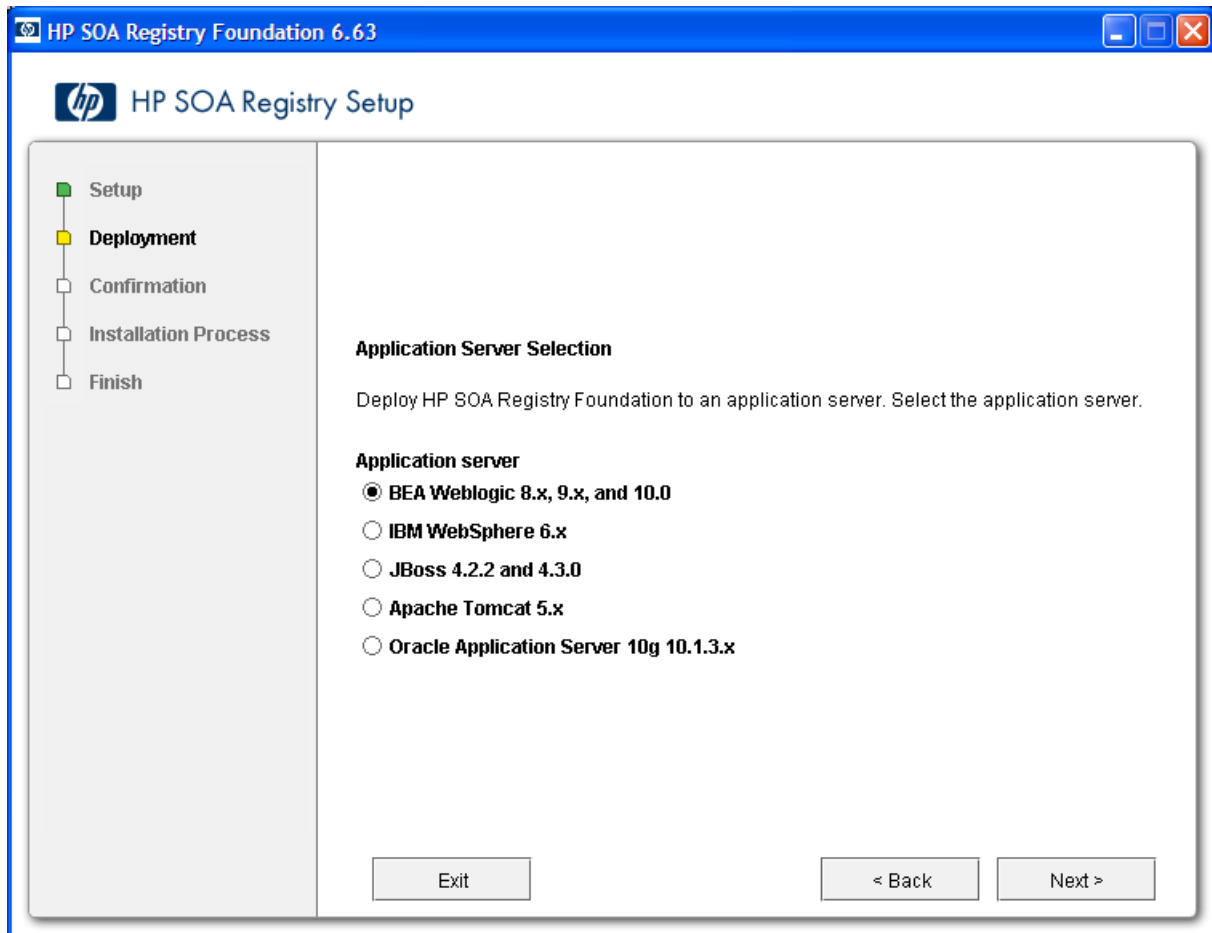 HP SOA Registry Foundation 6.63
hp HP SOA Registry Setup
Setup
Deployment
Confirmation
Installation Process
Finish
Application Server Selection
Deploy HP SOA Registry Foundation to an application server. Select the application server.
Application server
BEA Weblogic 8.x, 9.x, and 10.0
IBM WebSphere 6.x
JBoss 4.2.2 and 4.3.0
Apache Tomcat 5.x
Oracle Application Server 10g 10.1.3.x
Exit
< Back
Next >